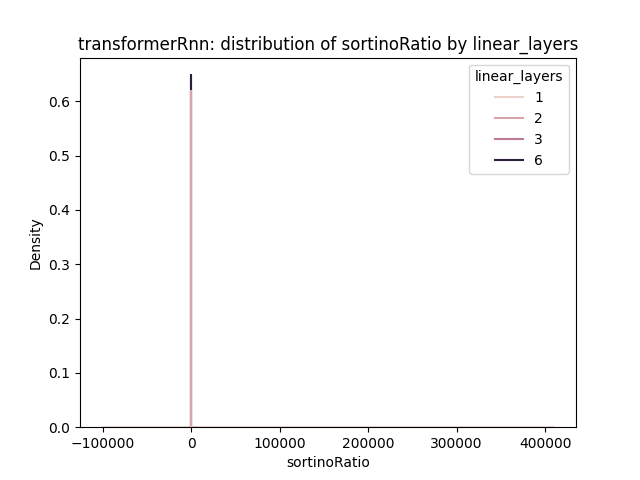 transformerRnn: distribution of sortinoRatio by linear_layers
linear_layers
1
2
3
6
Density
0.6
0.5
0.4
0.3
0.2
0.1
0.0
−100000 0 100000 200000 300000 400000
sortinoRatio